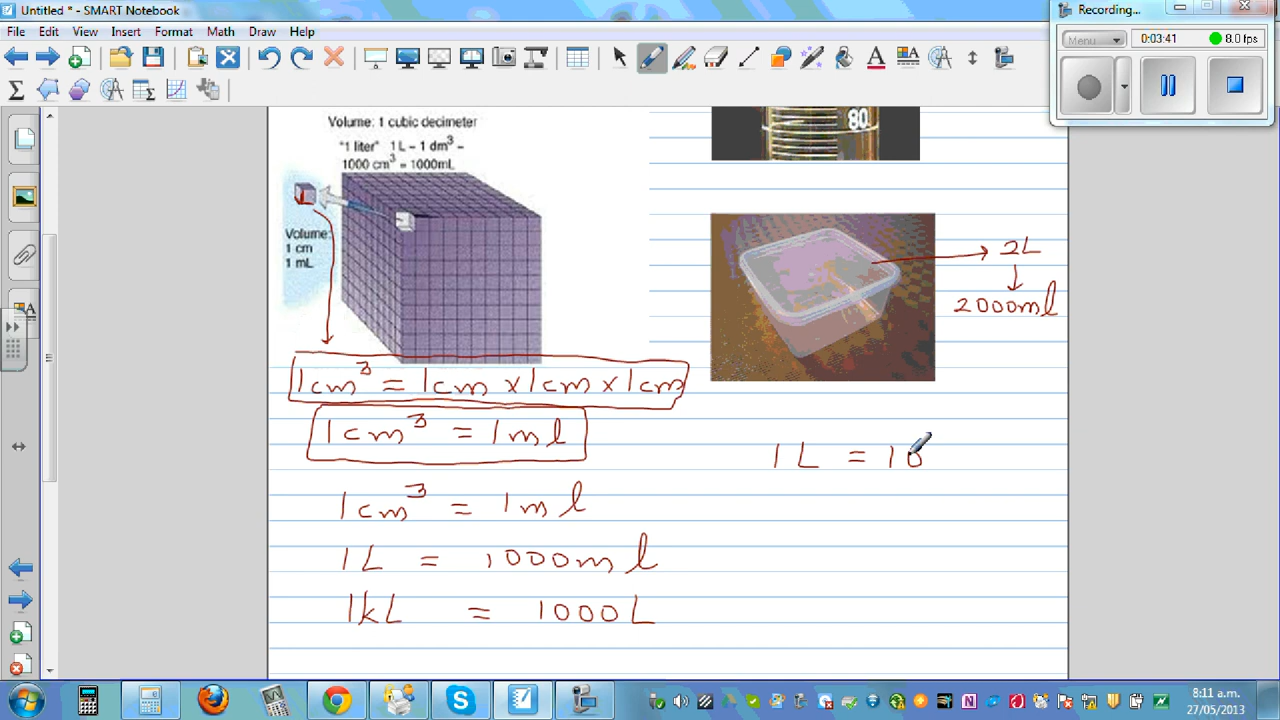 Untitled * - SMART Notebook
Recording...
File Edit View Insert Format Math Draw Help
Menu
0:03:41
8.0 fps
Volume: 1 cubic decimeter
"1 liter" 1 L – 1 dm³ –
1000 cm³ = 1000mL
80
Volume:
1 cm
1 mL
2L
2000ml
1cm³ = 1cm x 1cm x 1cm
1cm³ = 1ml
1 L = 10
1cm³ = 1ml
1L = 1000ml
1kL = 1000L
8:11 a.m.
27/05/2013